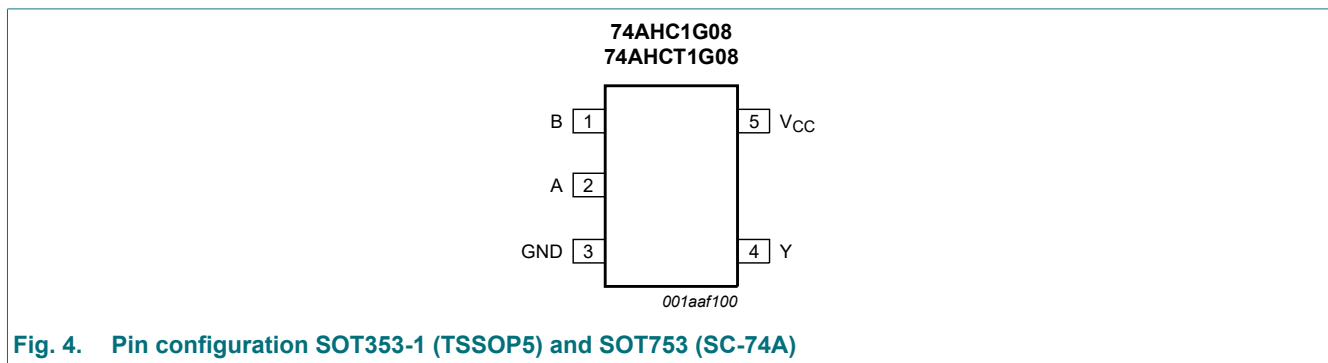 74AHC1G08
74AHCT1G08
B 1
5 VCC
A 2
GND 3
4 Y
001aaf100
Fig. 4. Pin configuration SOT353-1 (TSSOP5) and SOT753 (SC-74A)